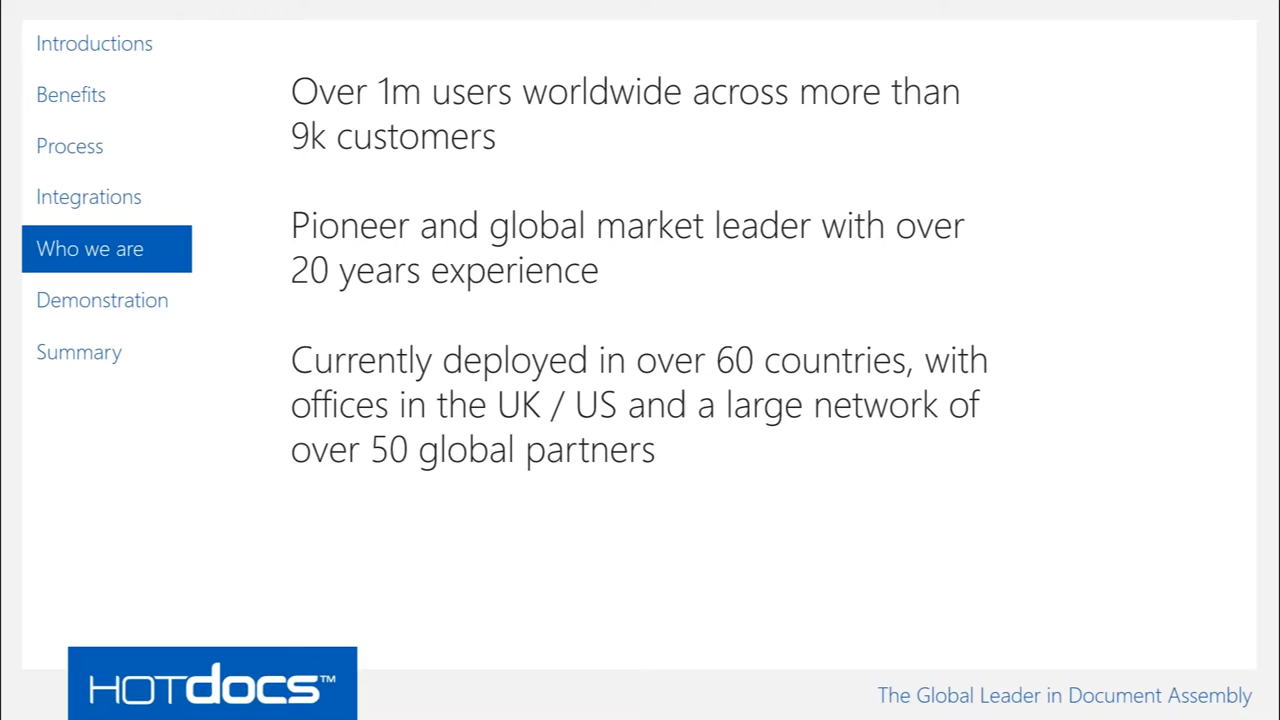 Introductions
Benefits
Process
Integrations
Who we are
Demonstration
Summary
Over 1m users worldwide across more than
9k customers
Pioneer and global market leader with over
20 years experience
Currently deployed in over 60 countries, with
offices in the UK / US and a large network of
over 50 global partners
HOTdocs™
The Global Leader in Document Assembly